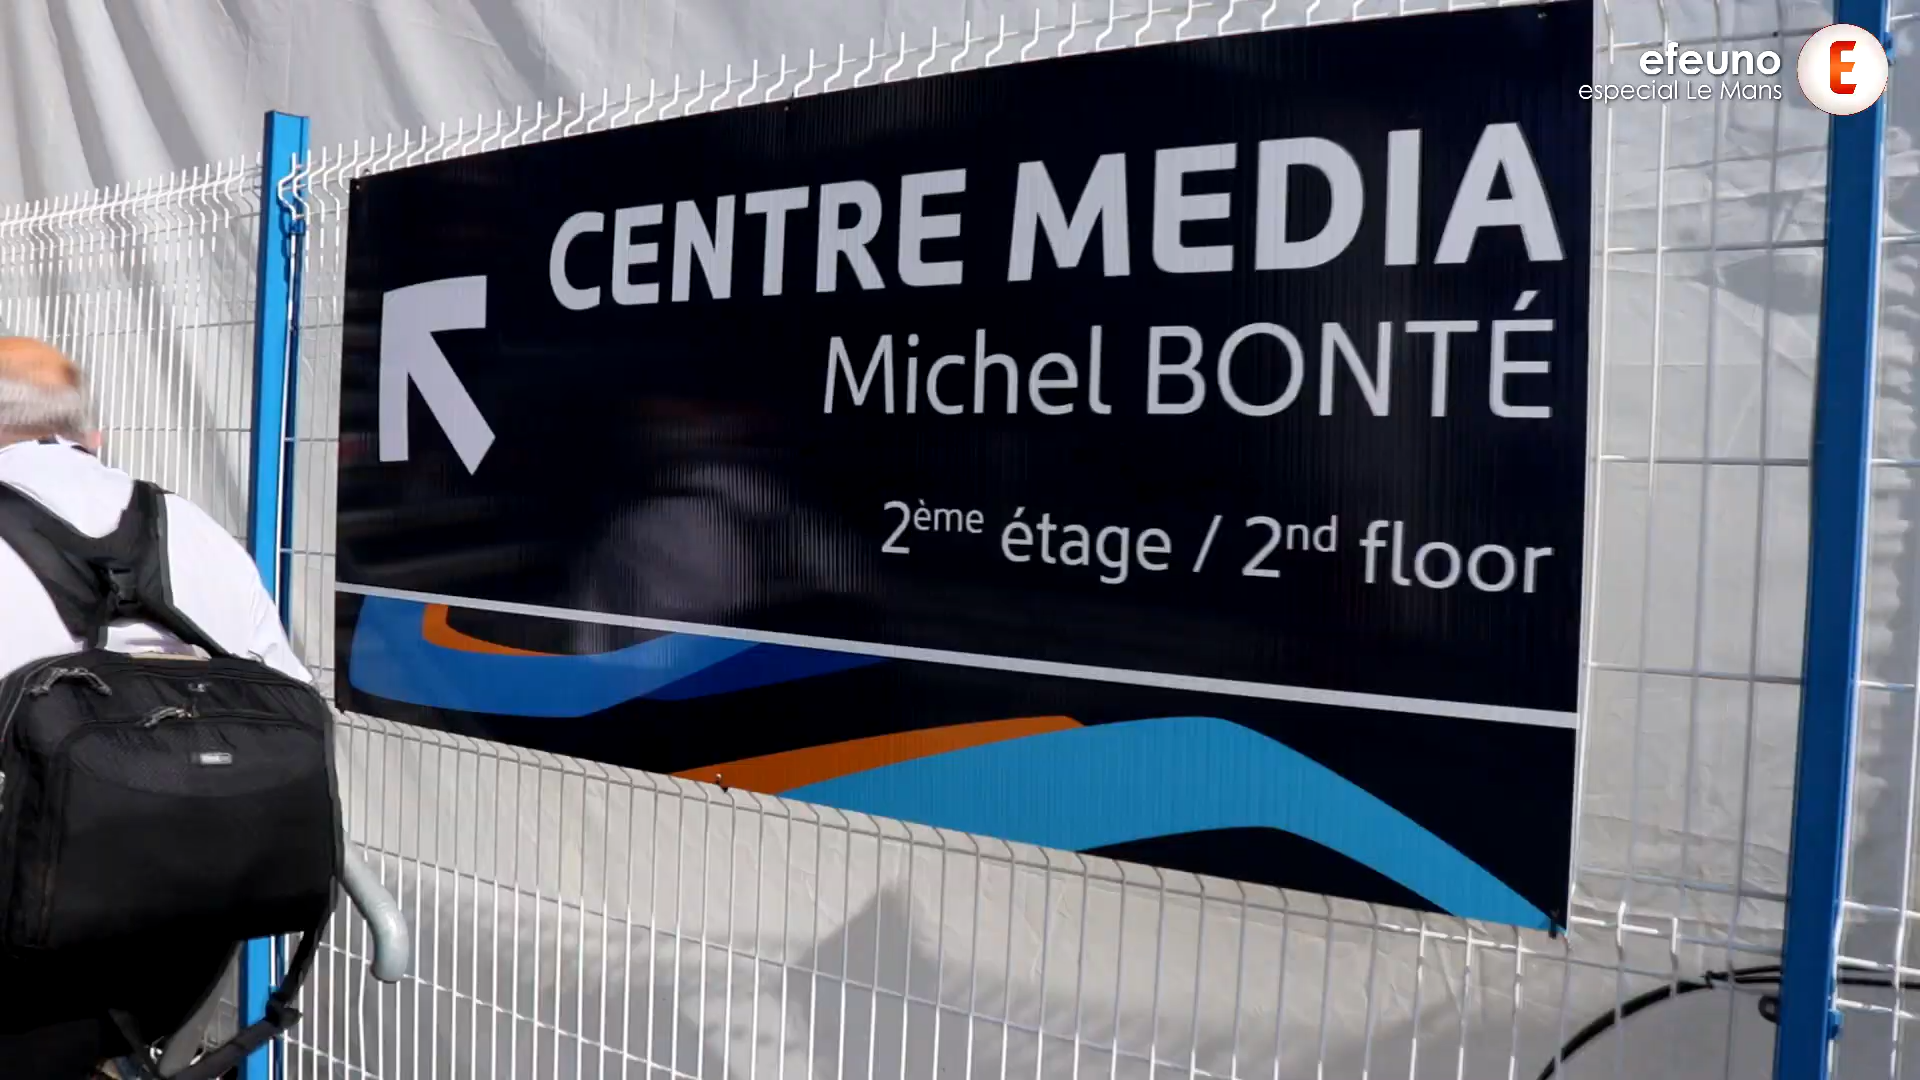 efeuno
especial Le Mans
E
CENTRE MEDIA
Michel BONTÉ
2ème étage / 2nd floor